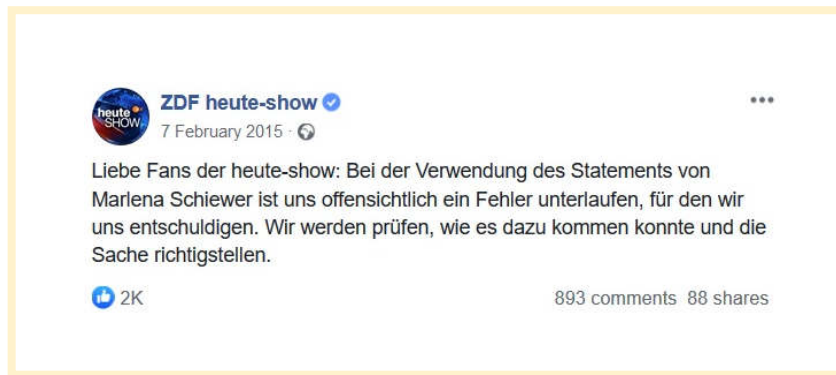 heute
SHOW
ZDF heute-show
7 February 2015 ·
Liebe Fans der heute-show: Bei der Verwendung des Statements von
Marlena Schiewer ist uns offensichtlich ein Fehler unterlaufen, für den wir
uns entschuldigen. Wir werden prüfen, wie es dazu kommen konnte und die
Sache richtigstellen.
2K
893 comments 88 shares